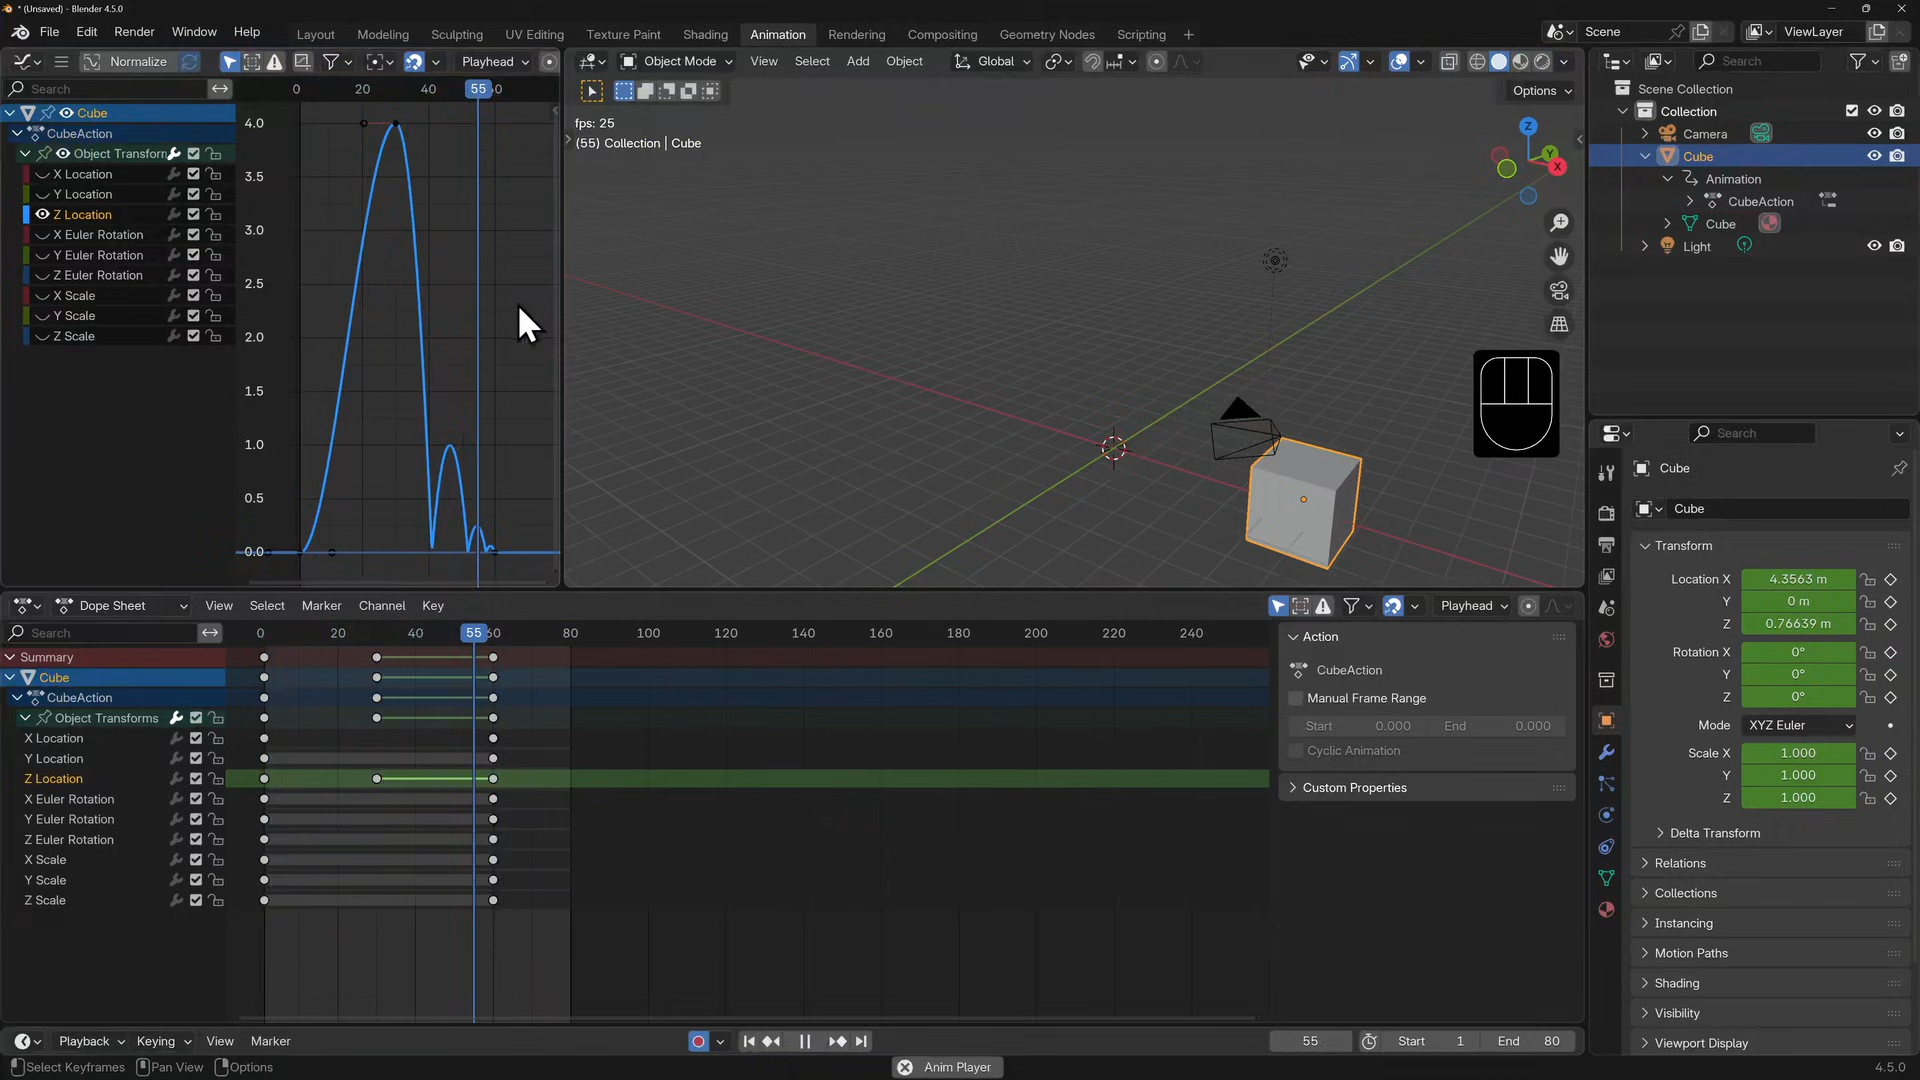 * (Unsaved) - Blender 4.5.0
File Edit Render Window Help
Layout Modeling Sculpting UV Editing Texture Paint Shading Animation Rendering Compositing Geometry Nodes Scripting
Scene
ViewLayer
Normalize
Playhead
Object Mode
View Select Add Object
Global
Search
Search
0 20 40 55 60
Options
Cube
CubeAction
Object Transform
X Location
Y Location
Z Location
X Euler Rotation
Y Euler Rotation
Z Euler Rotation
X Scale
Y Scale
Z Scale
4.0
3.5
3.0
2.5
2.0
1.5
1.0
0.5
0.0
fps: 25
(55) Collection | Cube
Z
Y
X
Scene Collection
Collection
Camera
Cube
Animation
CubeAction
Cube
Light
Search
Cube
Cube
Transform
Location X 4.3563 m
Y 0 m
Z 0.76639 m
Rotation X 0°
Y 0°
Z 0°
Mode XYZ Euler
Scale X 1.000
Y 1.000
Z 1.000
Delta Transform
Relations
Collections
Instancing
Motion Paths
Shading
Visibility
Viewport Display
Dope Sheet View Select Marker Channel Key
Playhead
Search
0 20 40 55 60 80 100 120 140 160 180 200 220 240
Summary
Cube
CubeAction
Object Transforms
X Location
Y Location
Z Location
X Euler Rotation
Y Euler Rotation
Z Euler Rotation
X Scale
Y Scale
Z Scale
Action
CubeAction
Manual Frame Range
Start 0.000 End 0.000
Cyclic Animation
Custom Properties
Playback Keying View Marker
55 Start 1 End 80
Select Keyframes Pan View Options
Anim Player
4.5.0